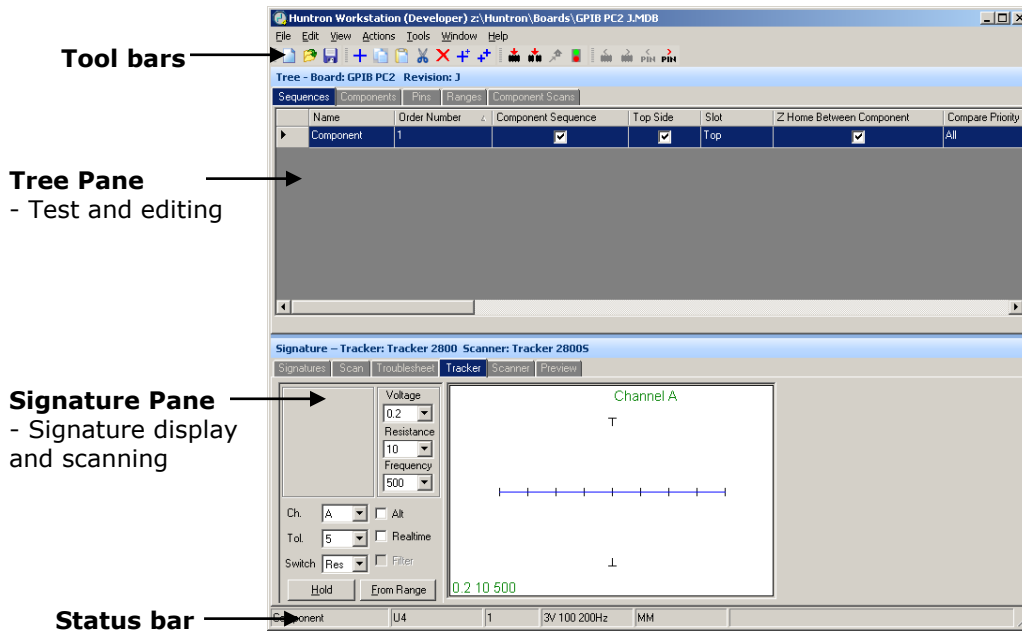 Huntron Workstation (Developer) z:\Huntron\Boards\GPIB PC2 J.MDB
File Edit View Actions Tools Window Help
Tool bars
PIN PIN
Tree - Board: GPIB PC2 Revision: J
Sequences Components Pins Ranges Component Scans
Name Order Number Component Sequence Top Side Slot Z Home Between Component Compare Priority
Component 1 Top All
Tree Pane
- Test and editing
Signature – Tracker: Tracker 2800 Scanner: Tracker 2800S
Signatures Scan Troublesheet Tracker Scanner Preview
Signature Pane
- Signature display
and scanning
Voltage
0.2
Resistance
10
Frequency
500
Channel A
Ch. A Alt
Tol. 5 Realtime
Switch Res Filter
Hold From Range
0.2 10 500
Status bar
Component U4 1 3V 100 200Hz MM